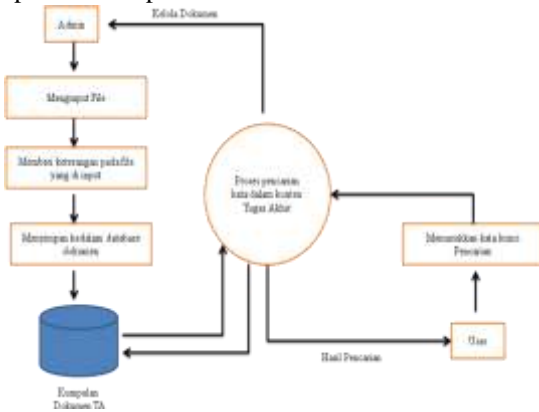 Kelola Dokumen
Admin
Menginput File
Memberi keterangan pada file
yang di input
Menyimpan kedalam database
dokumen
Kumpulan
Dokumen TA
Proses pencarian
kata dalam konten
Tugas Akhir
Memasukkan kata kunci
Pencarian
User
Hasil Pencarian